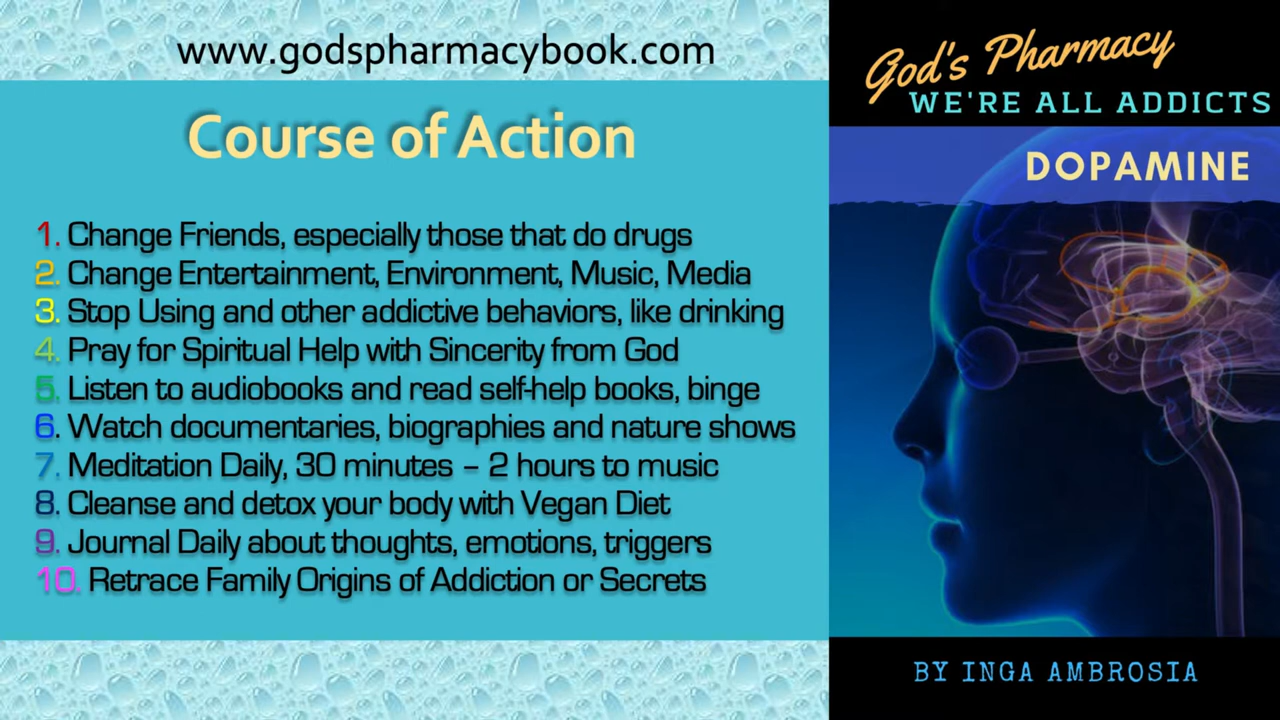 www.godspharmacybook.com
Course of Action
1. Change Friends, especially those that do drugs
2. Change Entertainment, Environment, Music, Media
3. Stop Using and other addictive behaviors, like drinking
4. Pray for Spiritual Help with Sincerity from God
5. Listen to audiobooks and read self-help books, binge
6. Watch documentaries, biographies and nature shows
7. Meditation Daily, 30 minutes – 2 hours to music
8. Cleanse and detox your body with Vegan Diet
9. Journal Daily about thoughts, emotions, triggers
10. Retrace Family Origins of Addiction or Secrets
God's Pharmacy
WE'RE ALL ADDICTS
DOPAMINE
BY INGA AMBROSIA